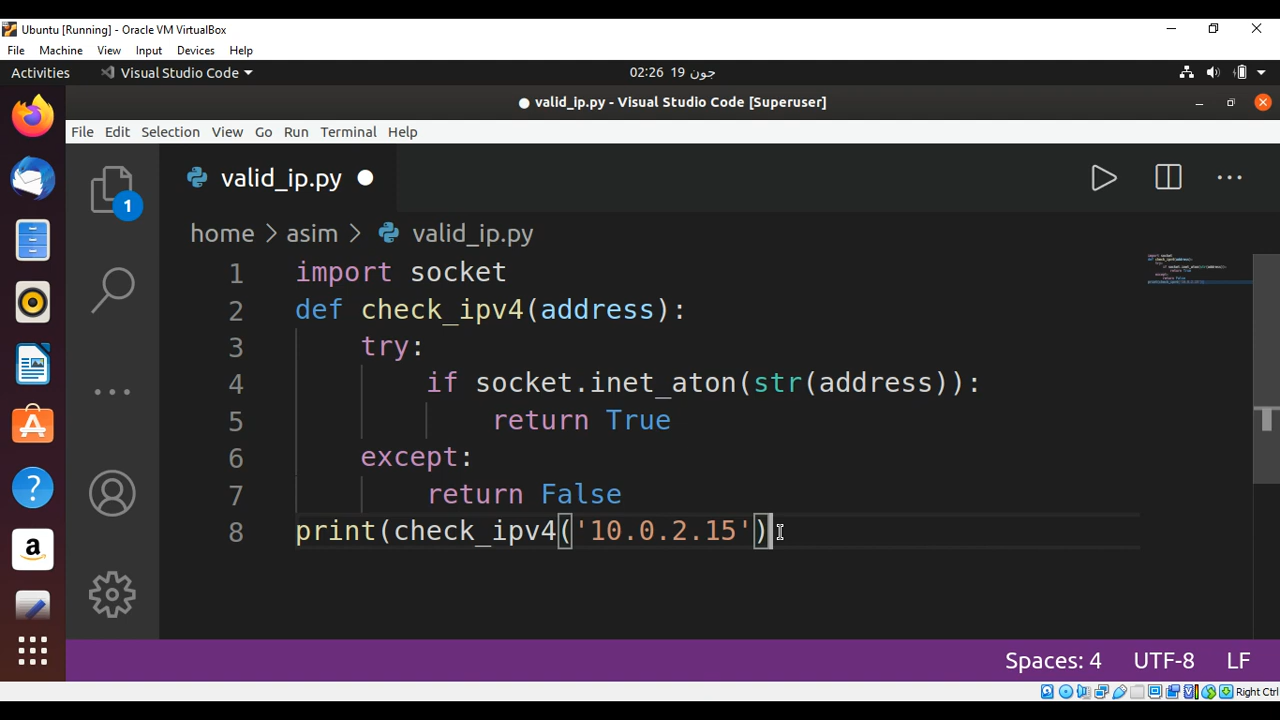 Ubuntu [Running] - Oracle VM VirtualBox
File Machine View Input Devices Help
Activities Visual Studio Code 02:26 19 جون
● valid_ip.py - Visual Studio Code [Superuser]
File Edit Selection View Go Run Terminal Help
valid_ip.py
1
home > asim > valid_ip.py
1 import socket
2 def check_ipv4(address):
3 try:
4 if socket.inet_aton(str(address)):
5 return True
6 except:
7 return False
8 print(check_ipv4('10.0.2.15')
Spaces: 4 UTF-8 LF
Right Ctrl